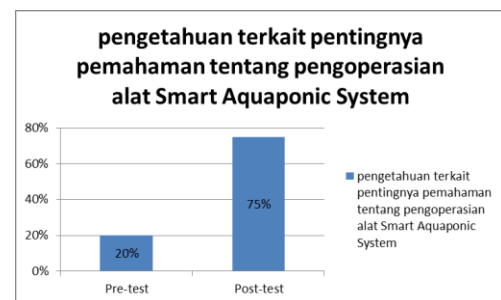 pengetahuan terkait pentingnya
pemahaman tentang pengoperasian
alat Smart Aquaponic System
80%
60%
40%
20%
0%
20%
75%
Pre-test
Post-test
pengetahuan terkait
pentingnya pemahaman
tentang pengoperasian
alat Smart Aquaponic
System